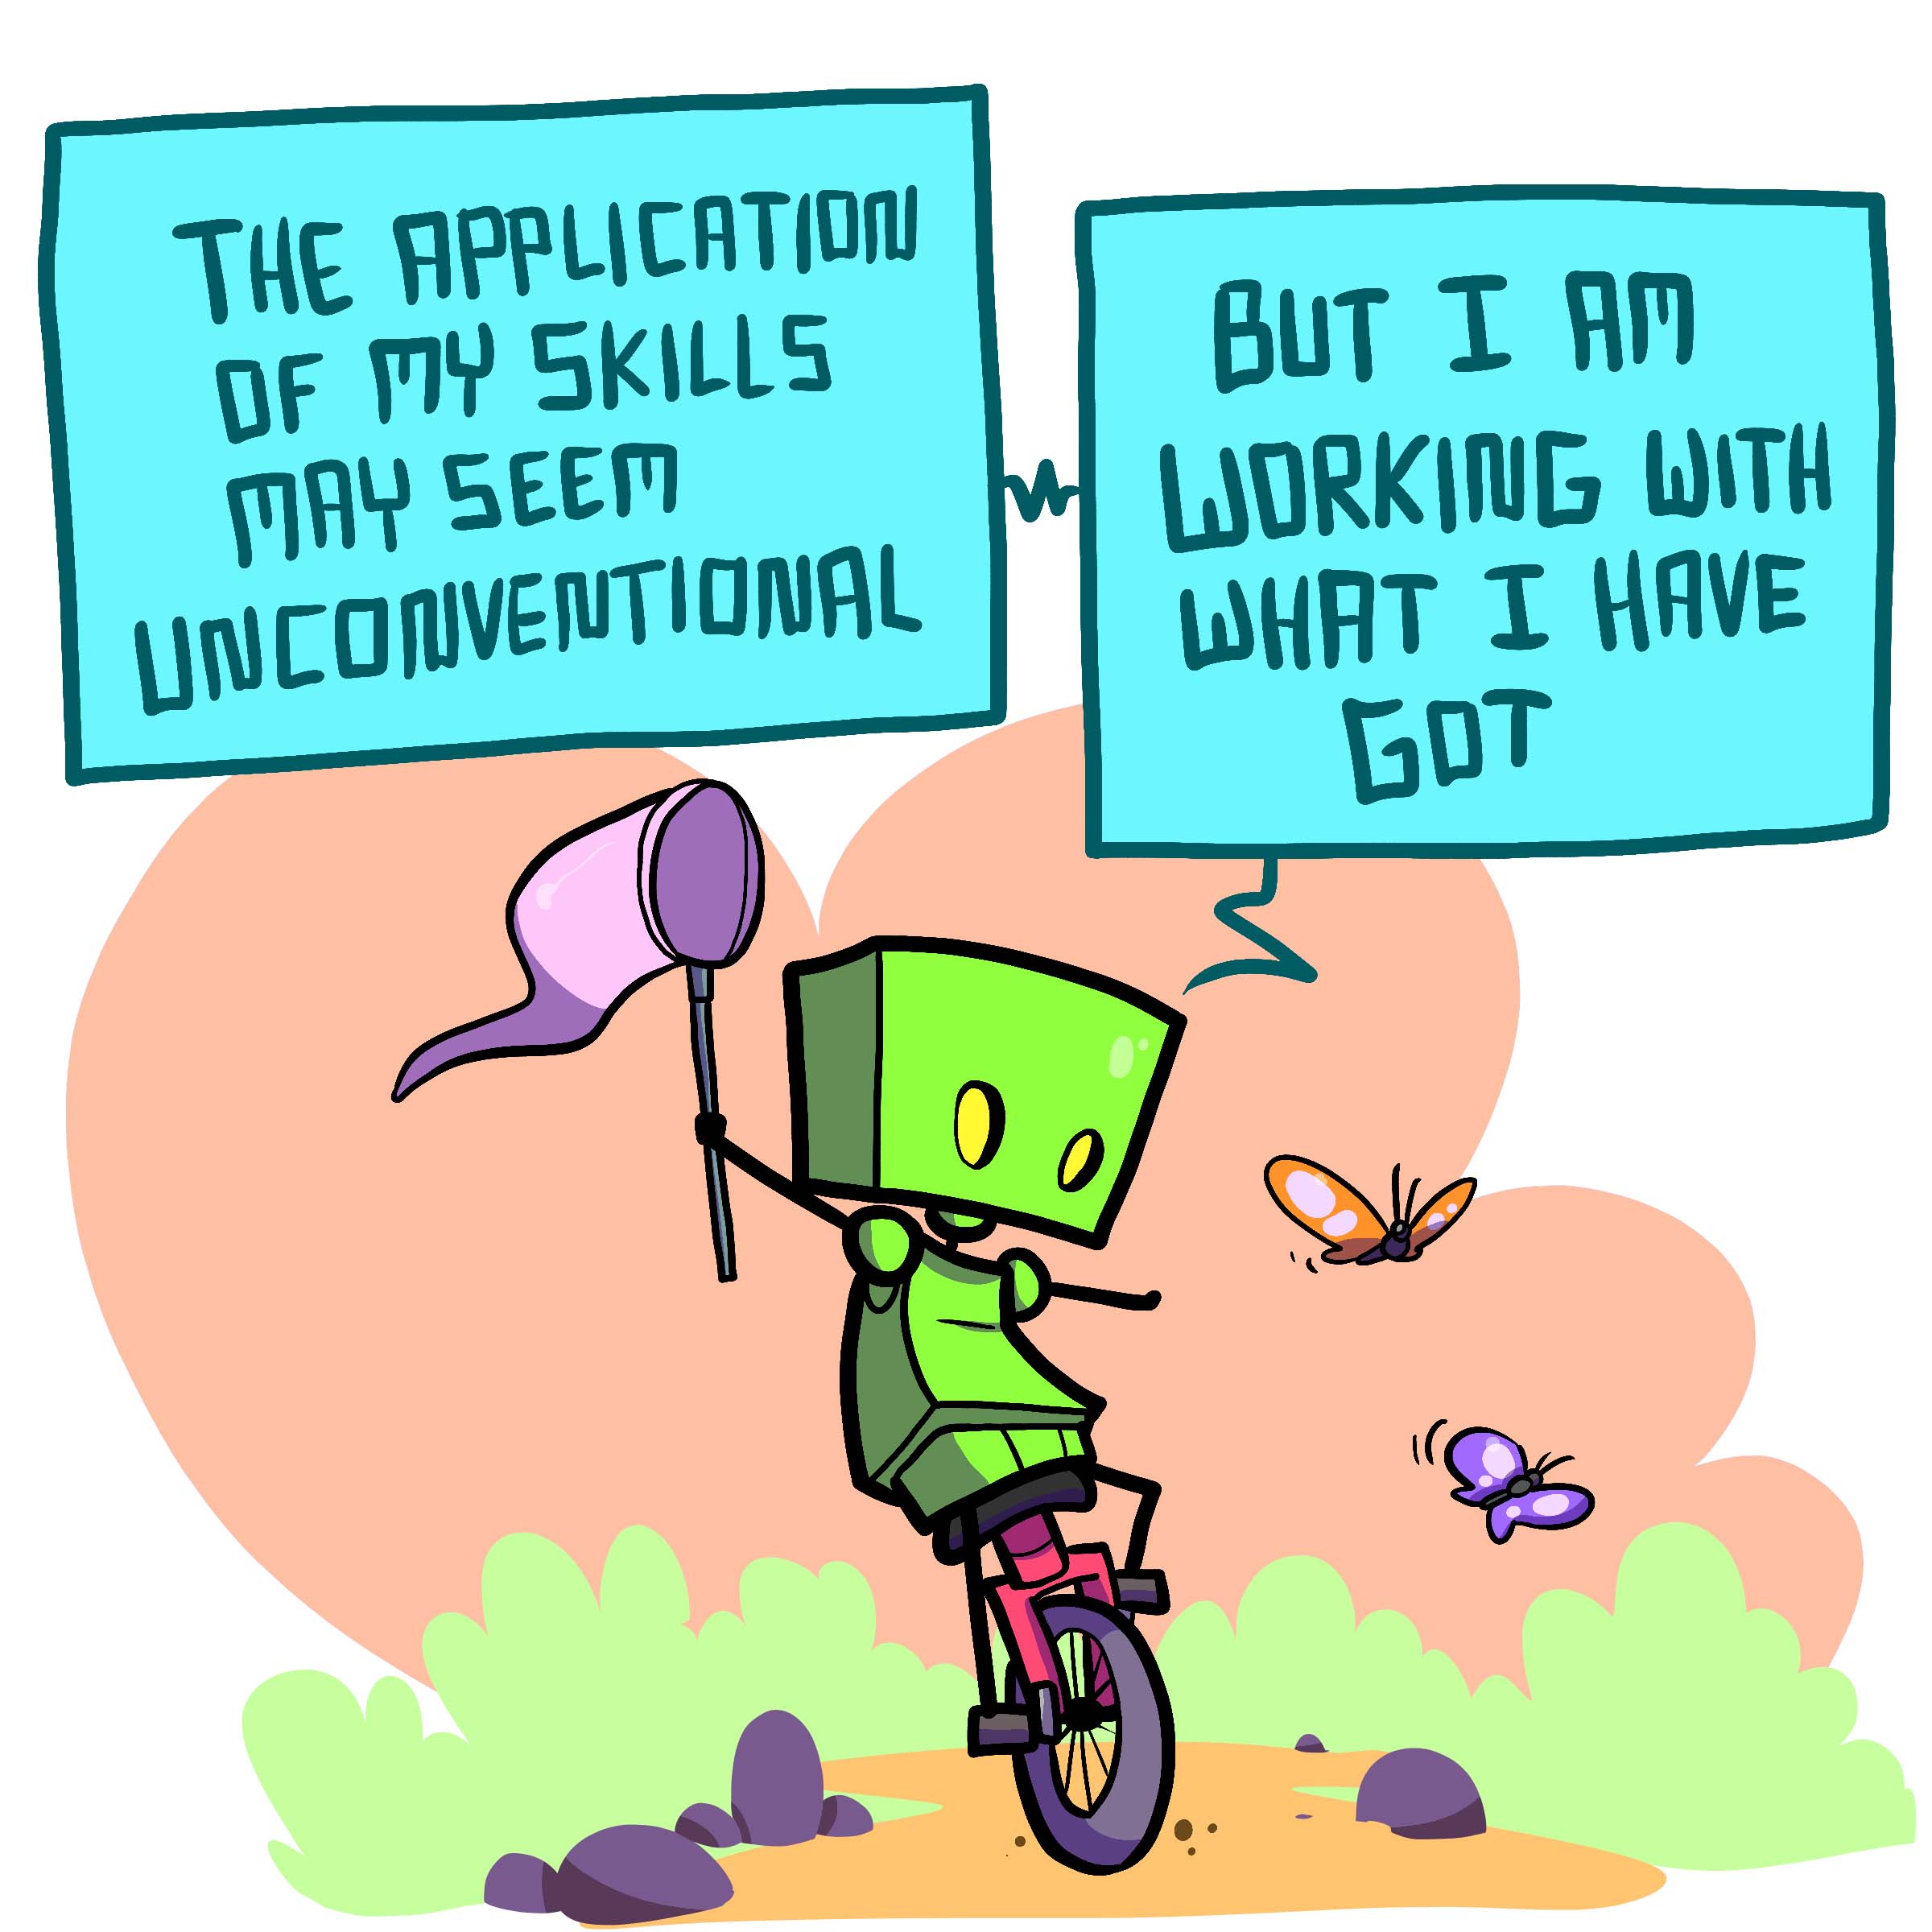 THE APPLICATION
OF MY SKILLS
MAY SEEM
UNCONVENTIONAL
BUT I AM
WORKING WITH
WHAT I HAVE
GOT